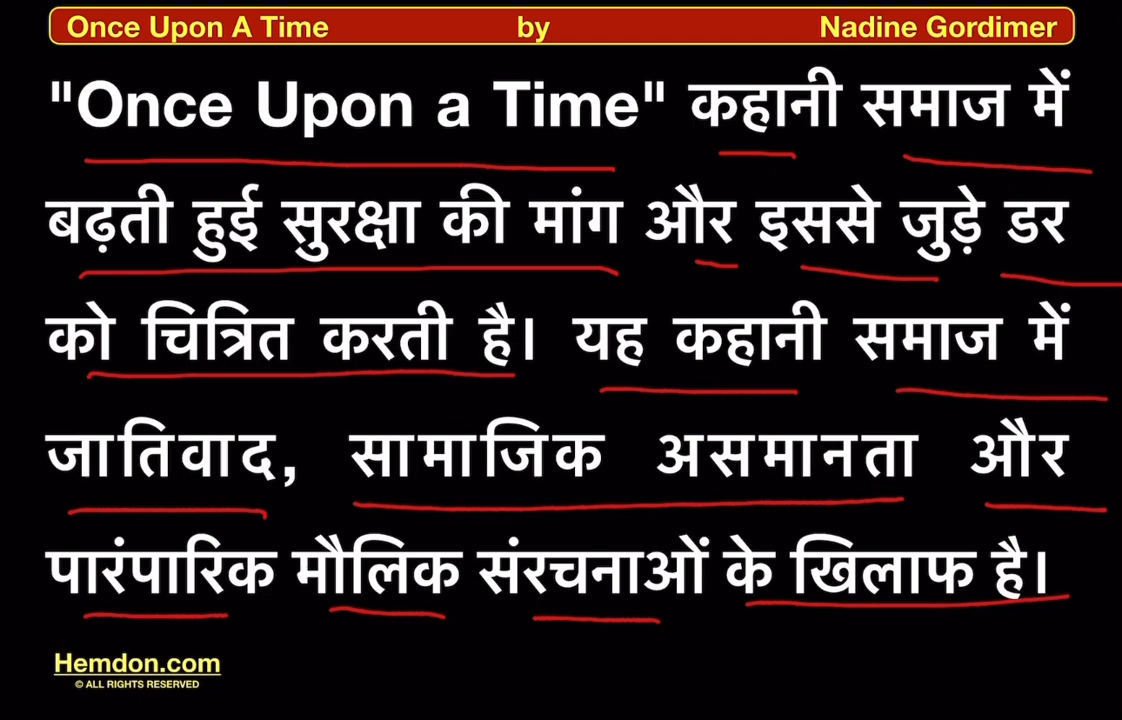 Once Upon A Time by Nadine Gordimer
"Once Upon a Time" कहानी समाज में
बढ़ती हुई सुरक्षा की मांग और इससे जुड़े डर
को चित्रित करती है। यह कहानी समाज में
जातिवाद, सामाजिक असमानता और
पारंपारिक मौलिक संरचनाओं के खिलाफ है।
Hemdon.com
© ALL RIGHTS RESERVED